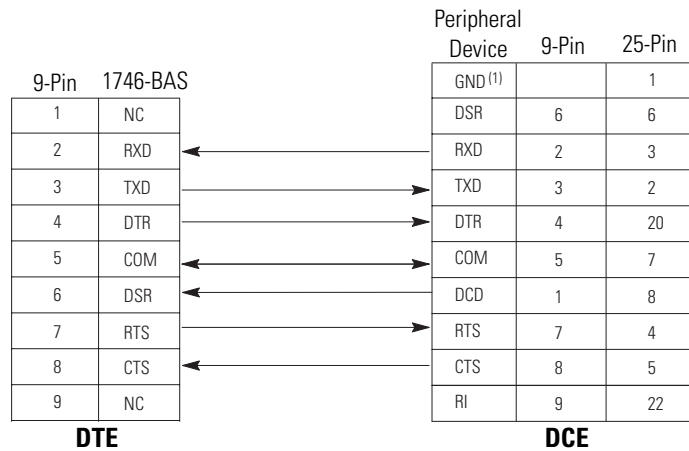 Peripheral
Device 9-Pin 25-Pin
9-Pin 1746-BAS
GND (1) 1
1 NC DSR 6 6
2 RXD RXD 2 3
3 TXD TXD 3 2
4 DTR DTR 4 20
5 COM COM 5 7
6 DSR DCD 1 8
7 RTS RTS 7 4
8 CTS CTS 8 5
9 NC RI 9 22
DTE DCE